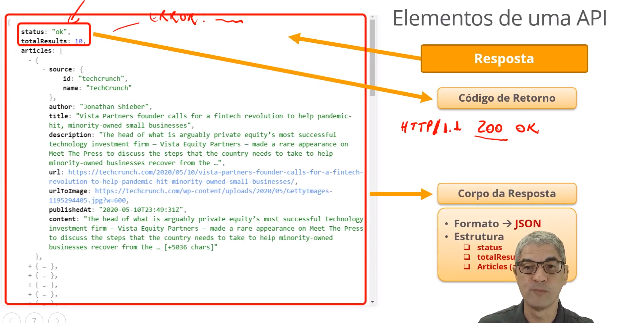 Elementos de uma API
ERROR.
status: "ok",
totalResults: 10,
articles: [
- {
- source: {
id: "techcrunch",
name: "TechCrunch"
},
author: "Jonathan Shieber",
title: "Vista Partners founder calls for a fintech revolution to help pandemic-
hit, minority-owned small businesses",
description: "The head of what is arguably private equity's most successful
technology investment firm — Vista Equity Partners — made a rare appearance on
Meet The Press to discuss the steps that the country needs to take to help
minority-owned businesses recover from the …",
url: https://techcrunch.com/2020/05/10/vista-partners-founder-calls-for-a-fintech-
revolution-to-help-pandemic-hit-minority-owned-small-businesses/,
urlToImage: https://techcrunch.com/wp-content/uploads/2020/05/GettyImages-
1195294405.jpg?w=600,
publishedAt: "2020-05-10T23:49:31Z",
content: "The head of what is arguably private equity's most successful technology
investment firm — Vista Equity Partners — made a rare appearance on Meet The Press
to discuss the steps that the country needs to take to help minority-owned
businesses recover from the … [+5036 chars]"
},
+ { … },
+ { … },
+ { … },
+ { … },
Resposta
Código de Retorno
HTTP/1.1 200 OK
Corpo da Resposta
• Formato → JSON
• Estrutura
status
Articles
7